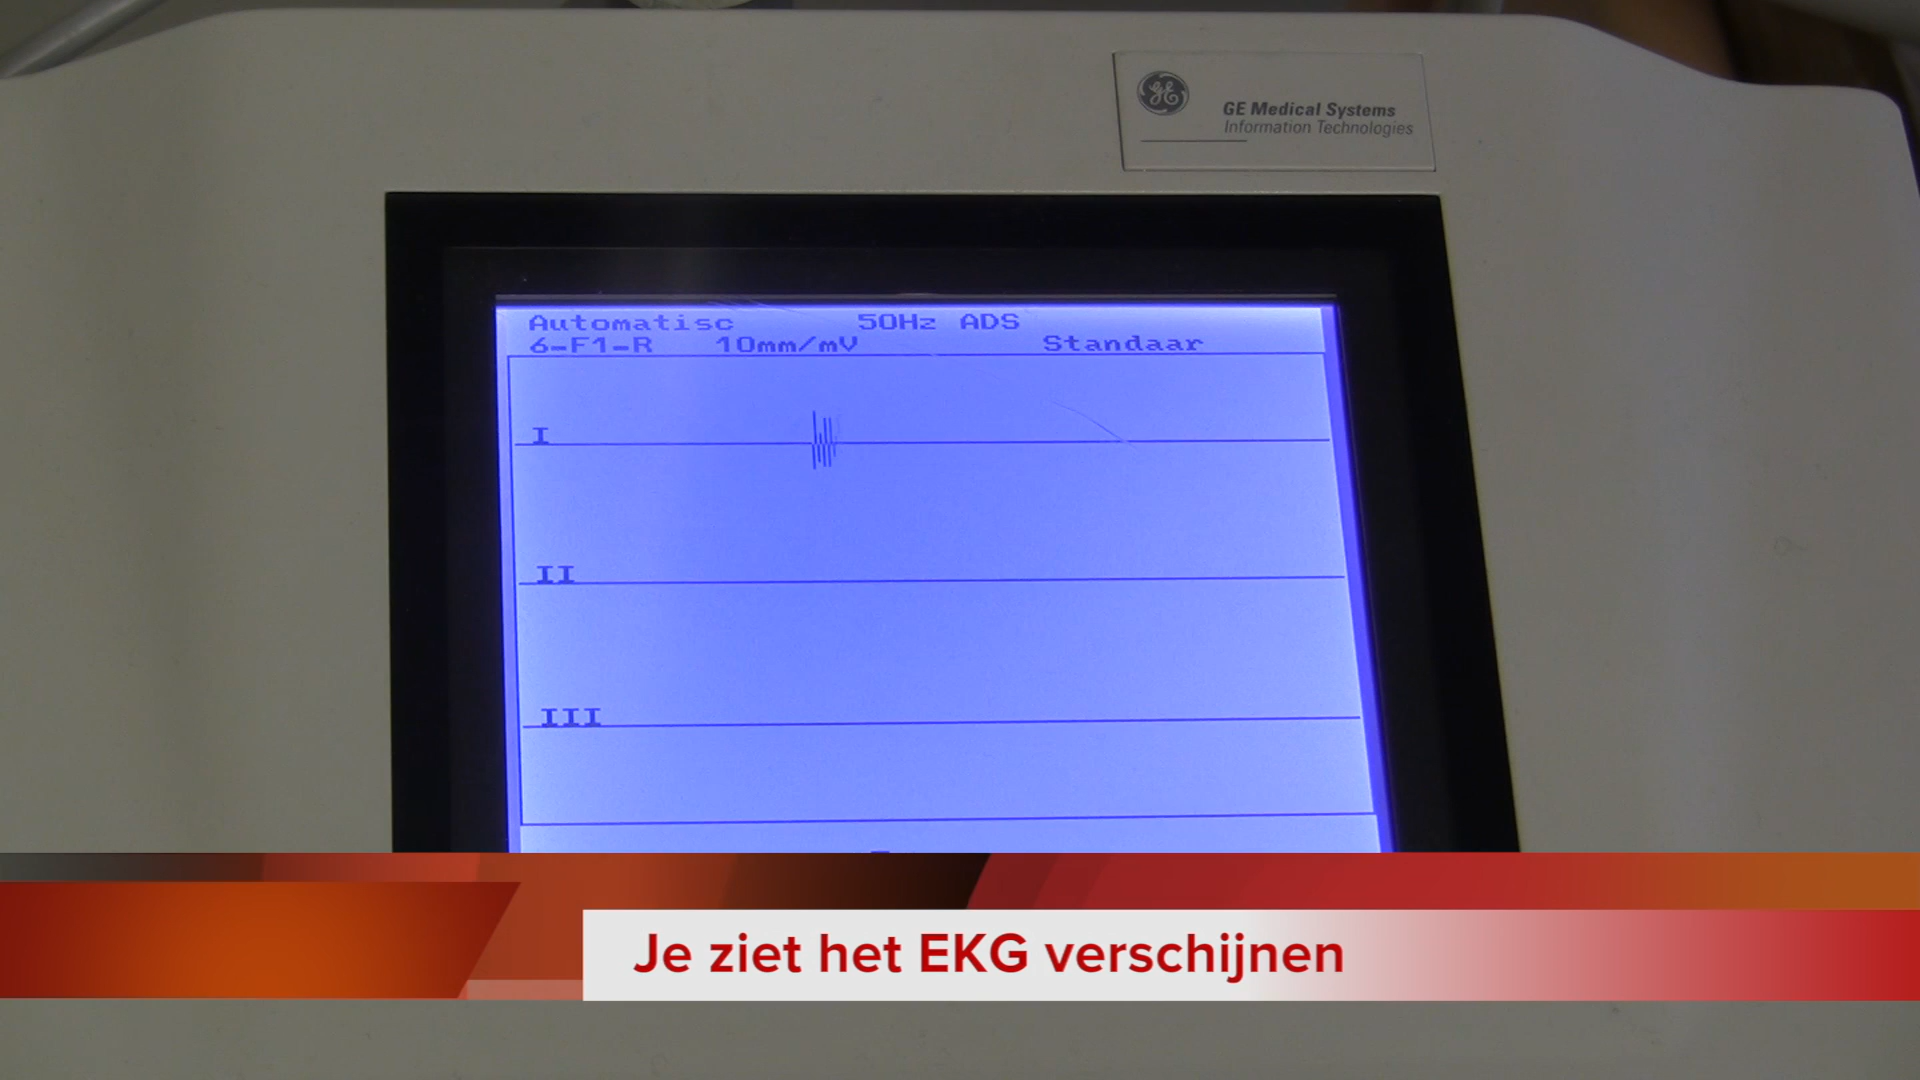 GE
GE Medical Systems
Information Technologies
Automatisc 50Hz ADS
6-F1-R 10mm/mV Standaar
I
II
III
Je ziet het EKG verschijnen